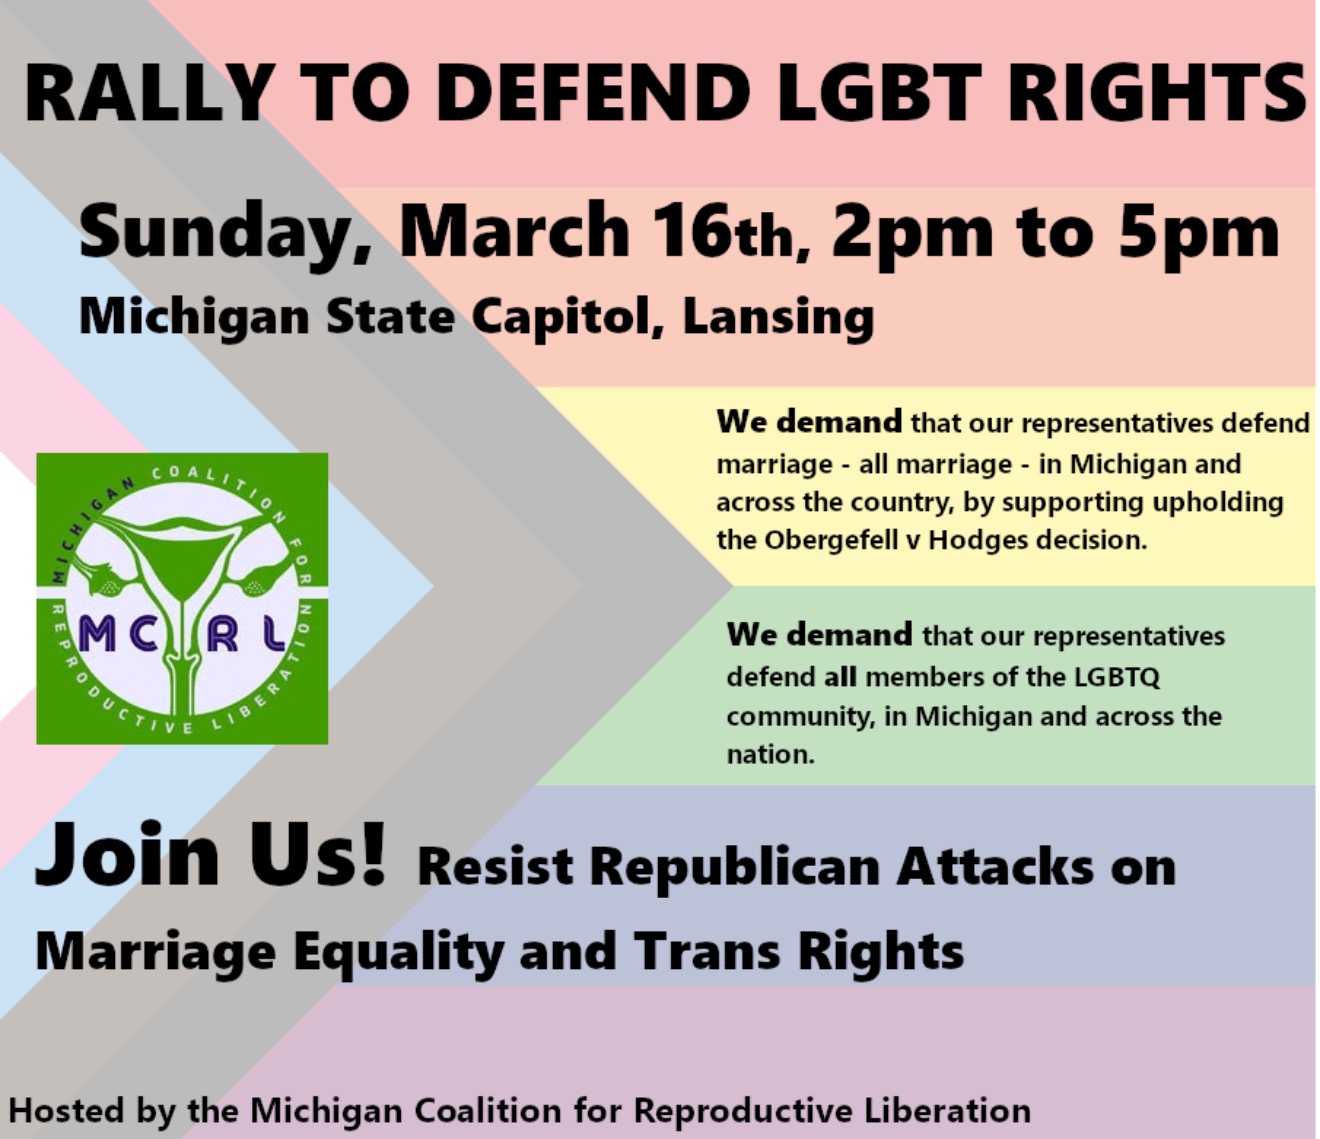 RALLY TO DEFEND LGBT RIGHTS
Sunday, March 16th, 2pm to 5pm
Michigan State Capitol, Lansing
We demand that our representatives defend
marriage - all marriage - in Michigan and
across the country, by supporting upholding
the Obergefell v Hodges decision.
MICHIGAN COALITION FOR
MCRL
REPRODUCTIVE LIBERATION
We demand that our representatives
defend all members of the LGBTQ
community, in Michigan and across the
nation.
Join Us! Resist Republican Attacks on
Marriage Equality and Trans Rights
Hosted by the Michigan Coalition for Reproductive Liberation